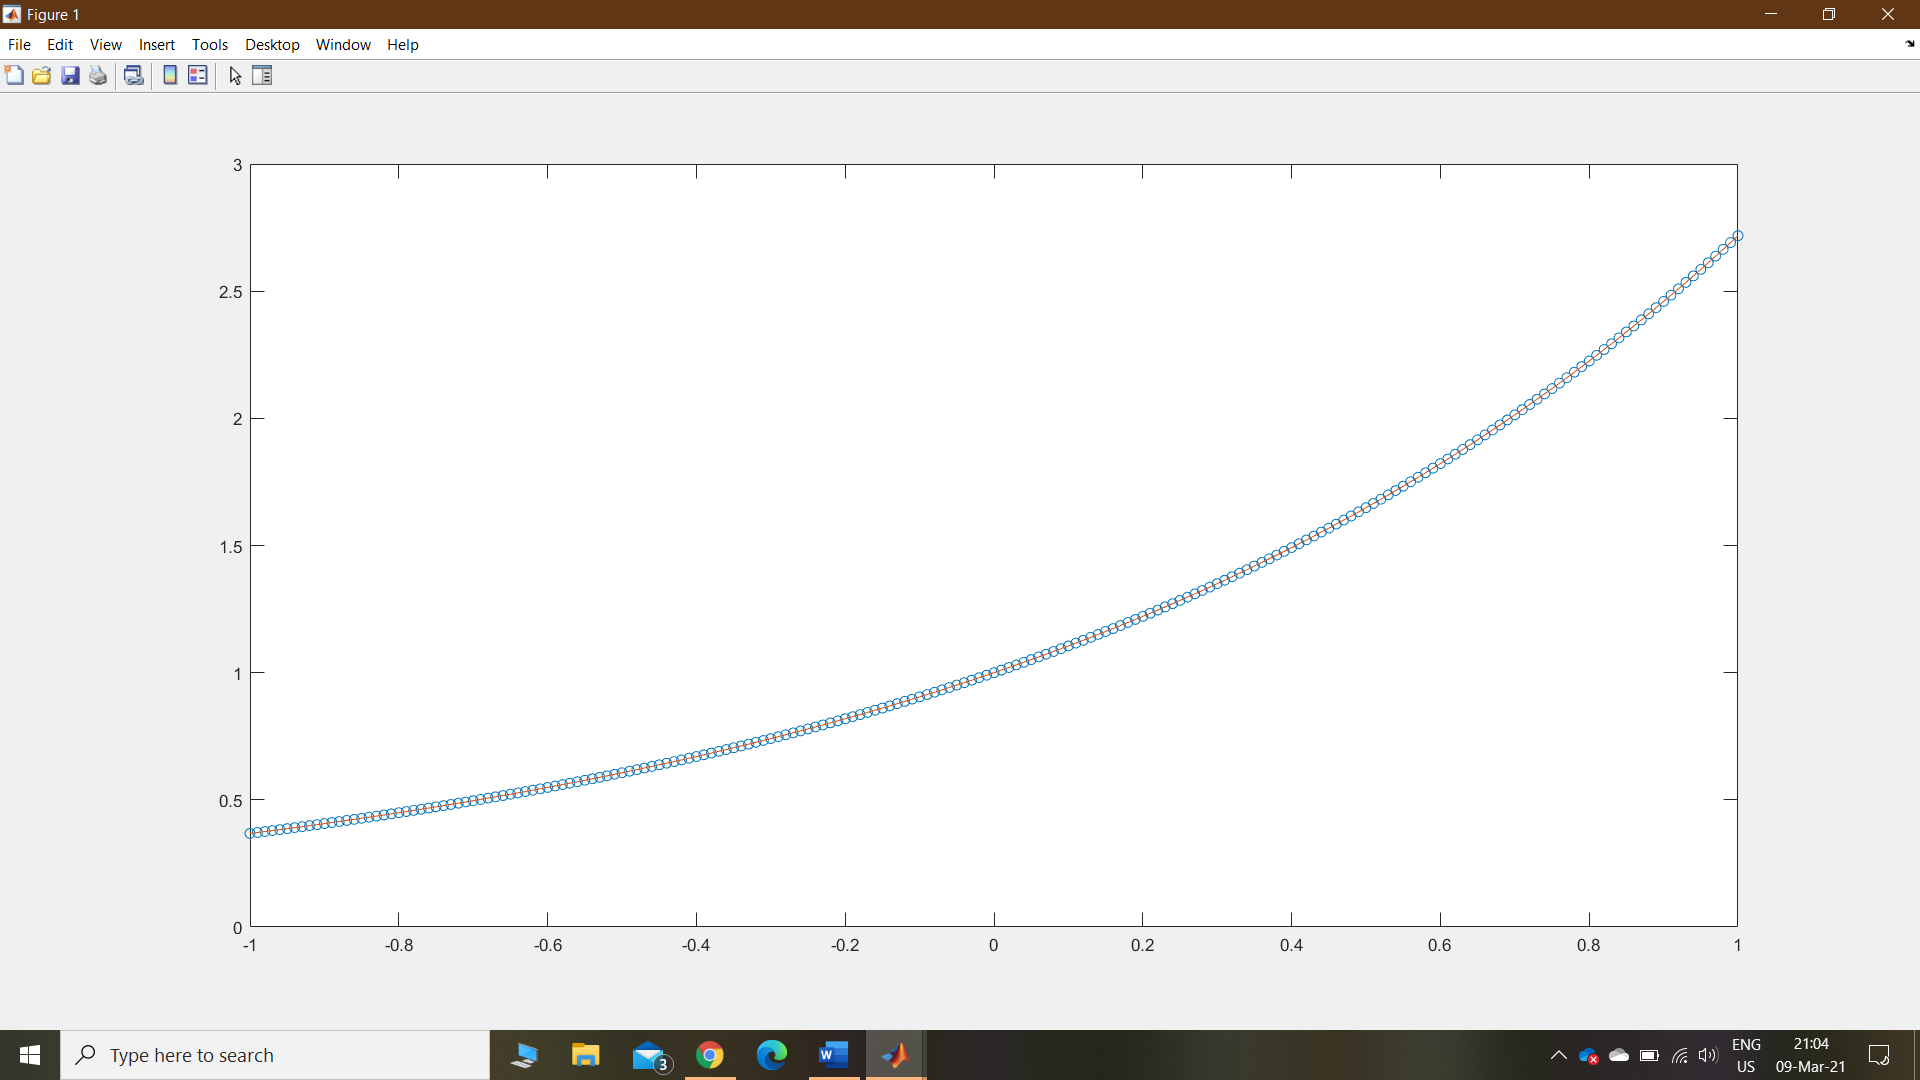 Figure 1
File Edit View Insert Tools Desktop Window Help
3
2.5
2
1.5
1
0.5
0
-1 -0.8 -0.6 -0.4 -0.2 0 0.2 0.4 0.6 0.8 1
Type here to search
3
W
ENG
US
21:04
09-Mar-21